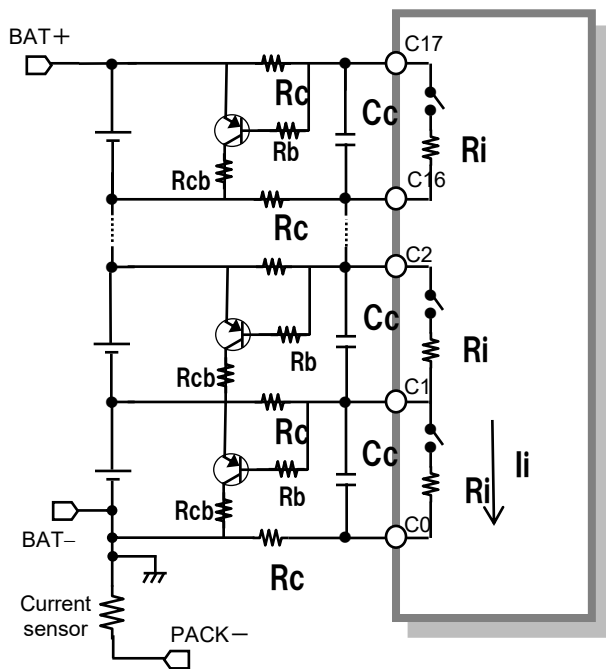 BAT+
C17
Rc
Cc
Rb
Ri
Rcb
C16
Rc
C2
Cc
Rb
Ri
Rcb
C1
Rc
Cc
Ii
Rb
Ri
Rcb
BAT–
C0
Rc
Current
sensor
PACK－